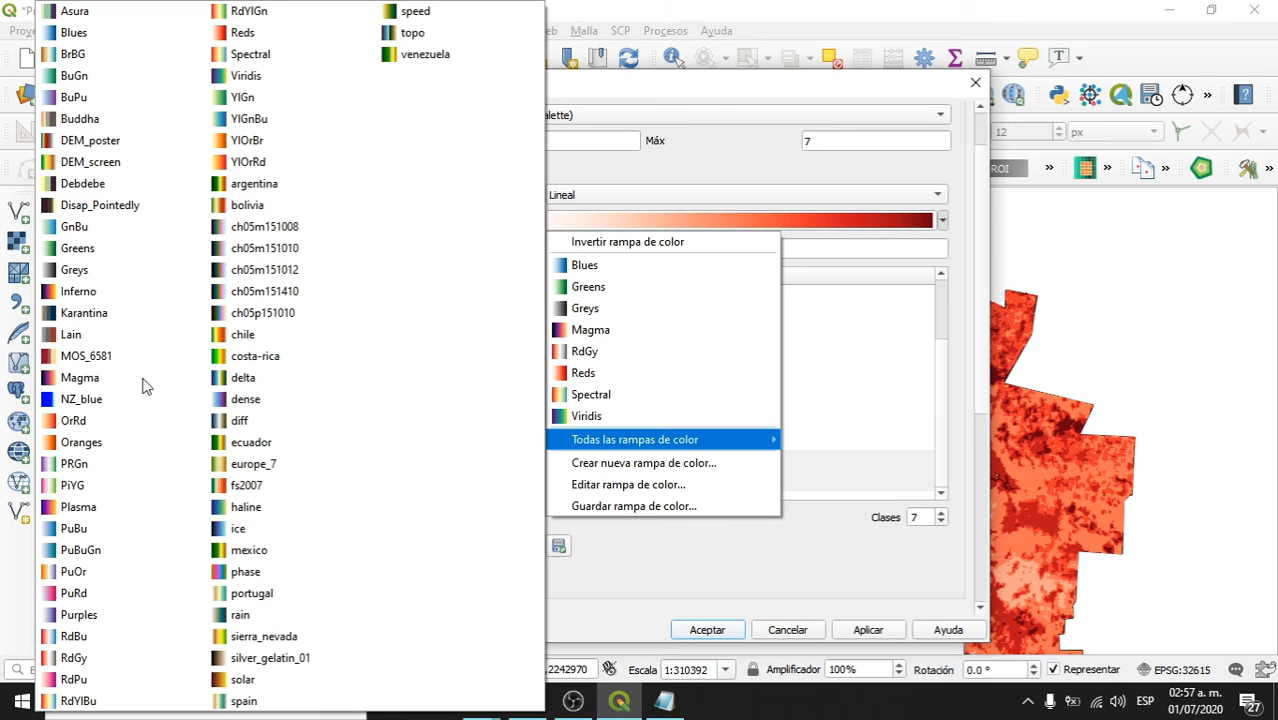 Asura
Blues
BrBG
BuGn
BuPu
Buddha
DEM_poster
DEM_screen
Debdebe
Disap_Pointedly
GnBu
Greens
Greys
Inferno
Karantina
Lain
MOS_6581
Magma
NZ_blue
OrRd
Oranges
PRGn
PiYG
Plasma
PuBu
PuBuGn
PuOr
PuRd
Purples
RdBu
RdGy
RdPu
RdYlBu
RdYlGn
Reds
Spectral
Viridis
YlGn
YlGnBu
YlOrBr
YlOrRd
argentina
bolivia
ch05m151008
ch05m151010
ch05m151012
ch05m151410
ch05p151010
chile
costa-rica
delta
dense
diff
ecuador
europe_7
fs2007
haline
ice
mexico
phase
portugal
rain
sierra_nevada
silver_gelatin_01
solar
spain
speed
topo
venezuela
Malla SCP Procesos Ayuda
Máx 7
Lineal
Invertir rampa de color
Blues
Greens
Greys
Magma
RdGy
Reds
Spectral
Viridis
Todas las rampas de color
Crear nueva rampa de color...
Editar rampa de color...
Guardar rampa de color...
Clases 7
Aceptar Cancelar Aplicar Ayuda
12 px
ROI
2242970 Escala 1:310392 Amplificador 100% Rotación 0.0 ° Representar EPSG:32615
ESP 02:57 a. m.
01/07/2020
27